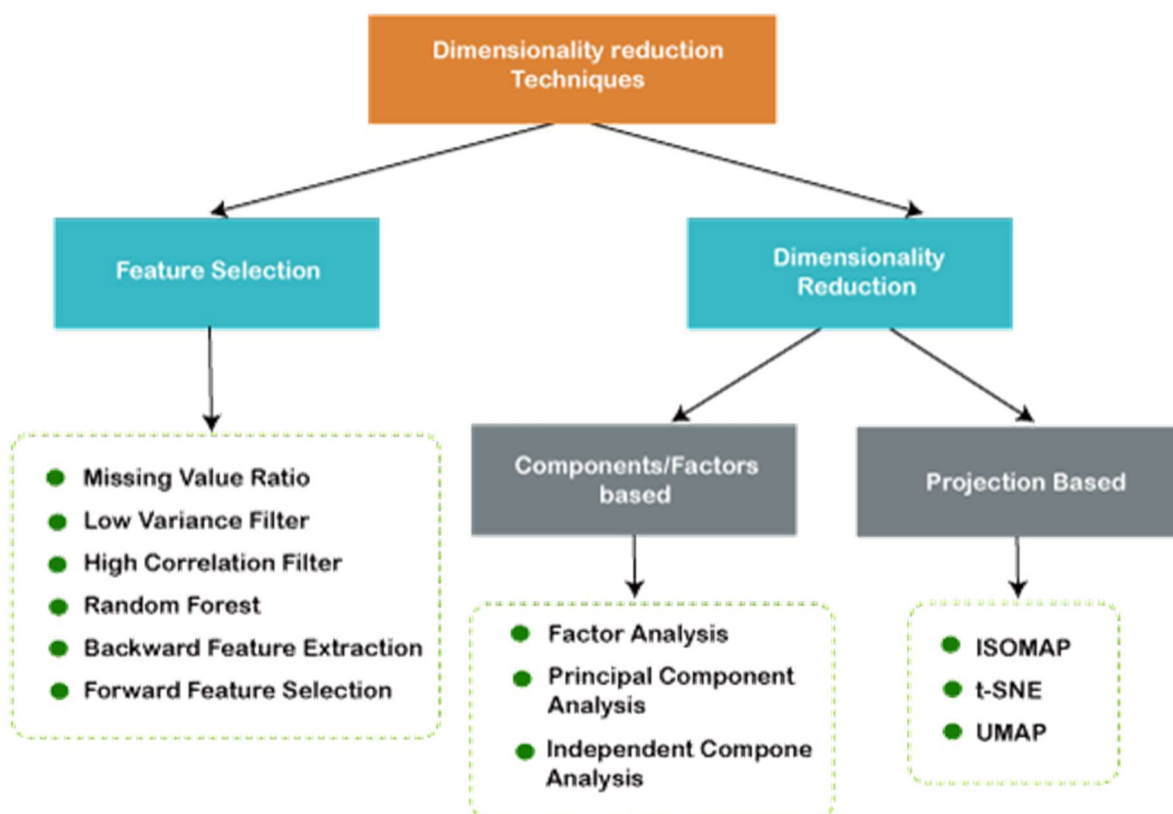 Dimensionality reduction
Techniques
Feature Selection
Dimensionality
Reduction
Missing Value Ratio
Low Variance Filter
High Correlation Filter
Random Forest
Backward Feature Extraction
Forward Feature Selection
Components/Factors
based
Factor Analysis
Principal Component
Analysis
Independent Compone
Analysis
Projection Based
ISOMAP
t-SNE
UMAP